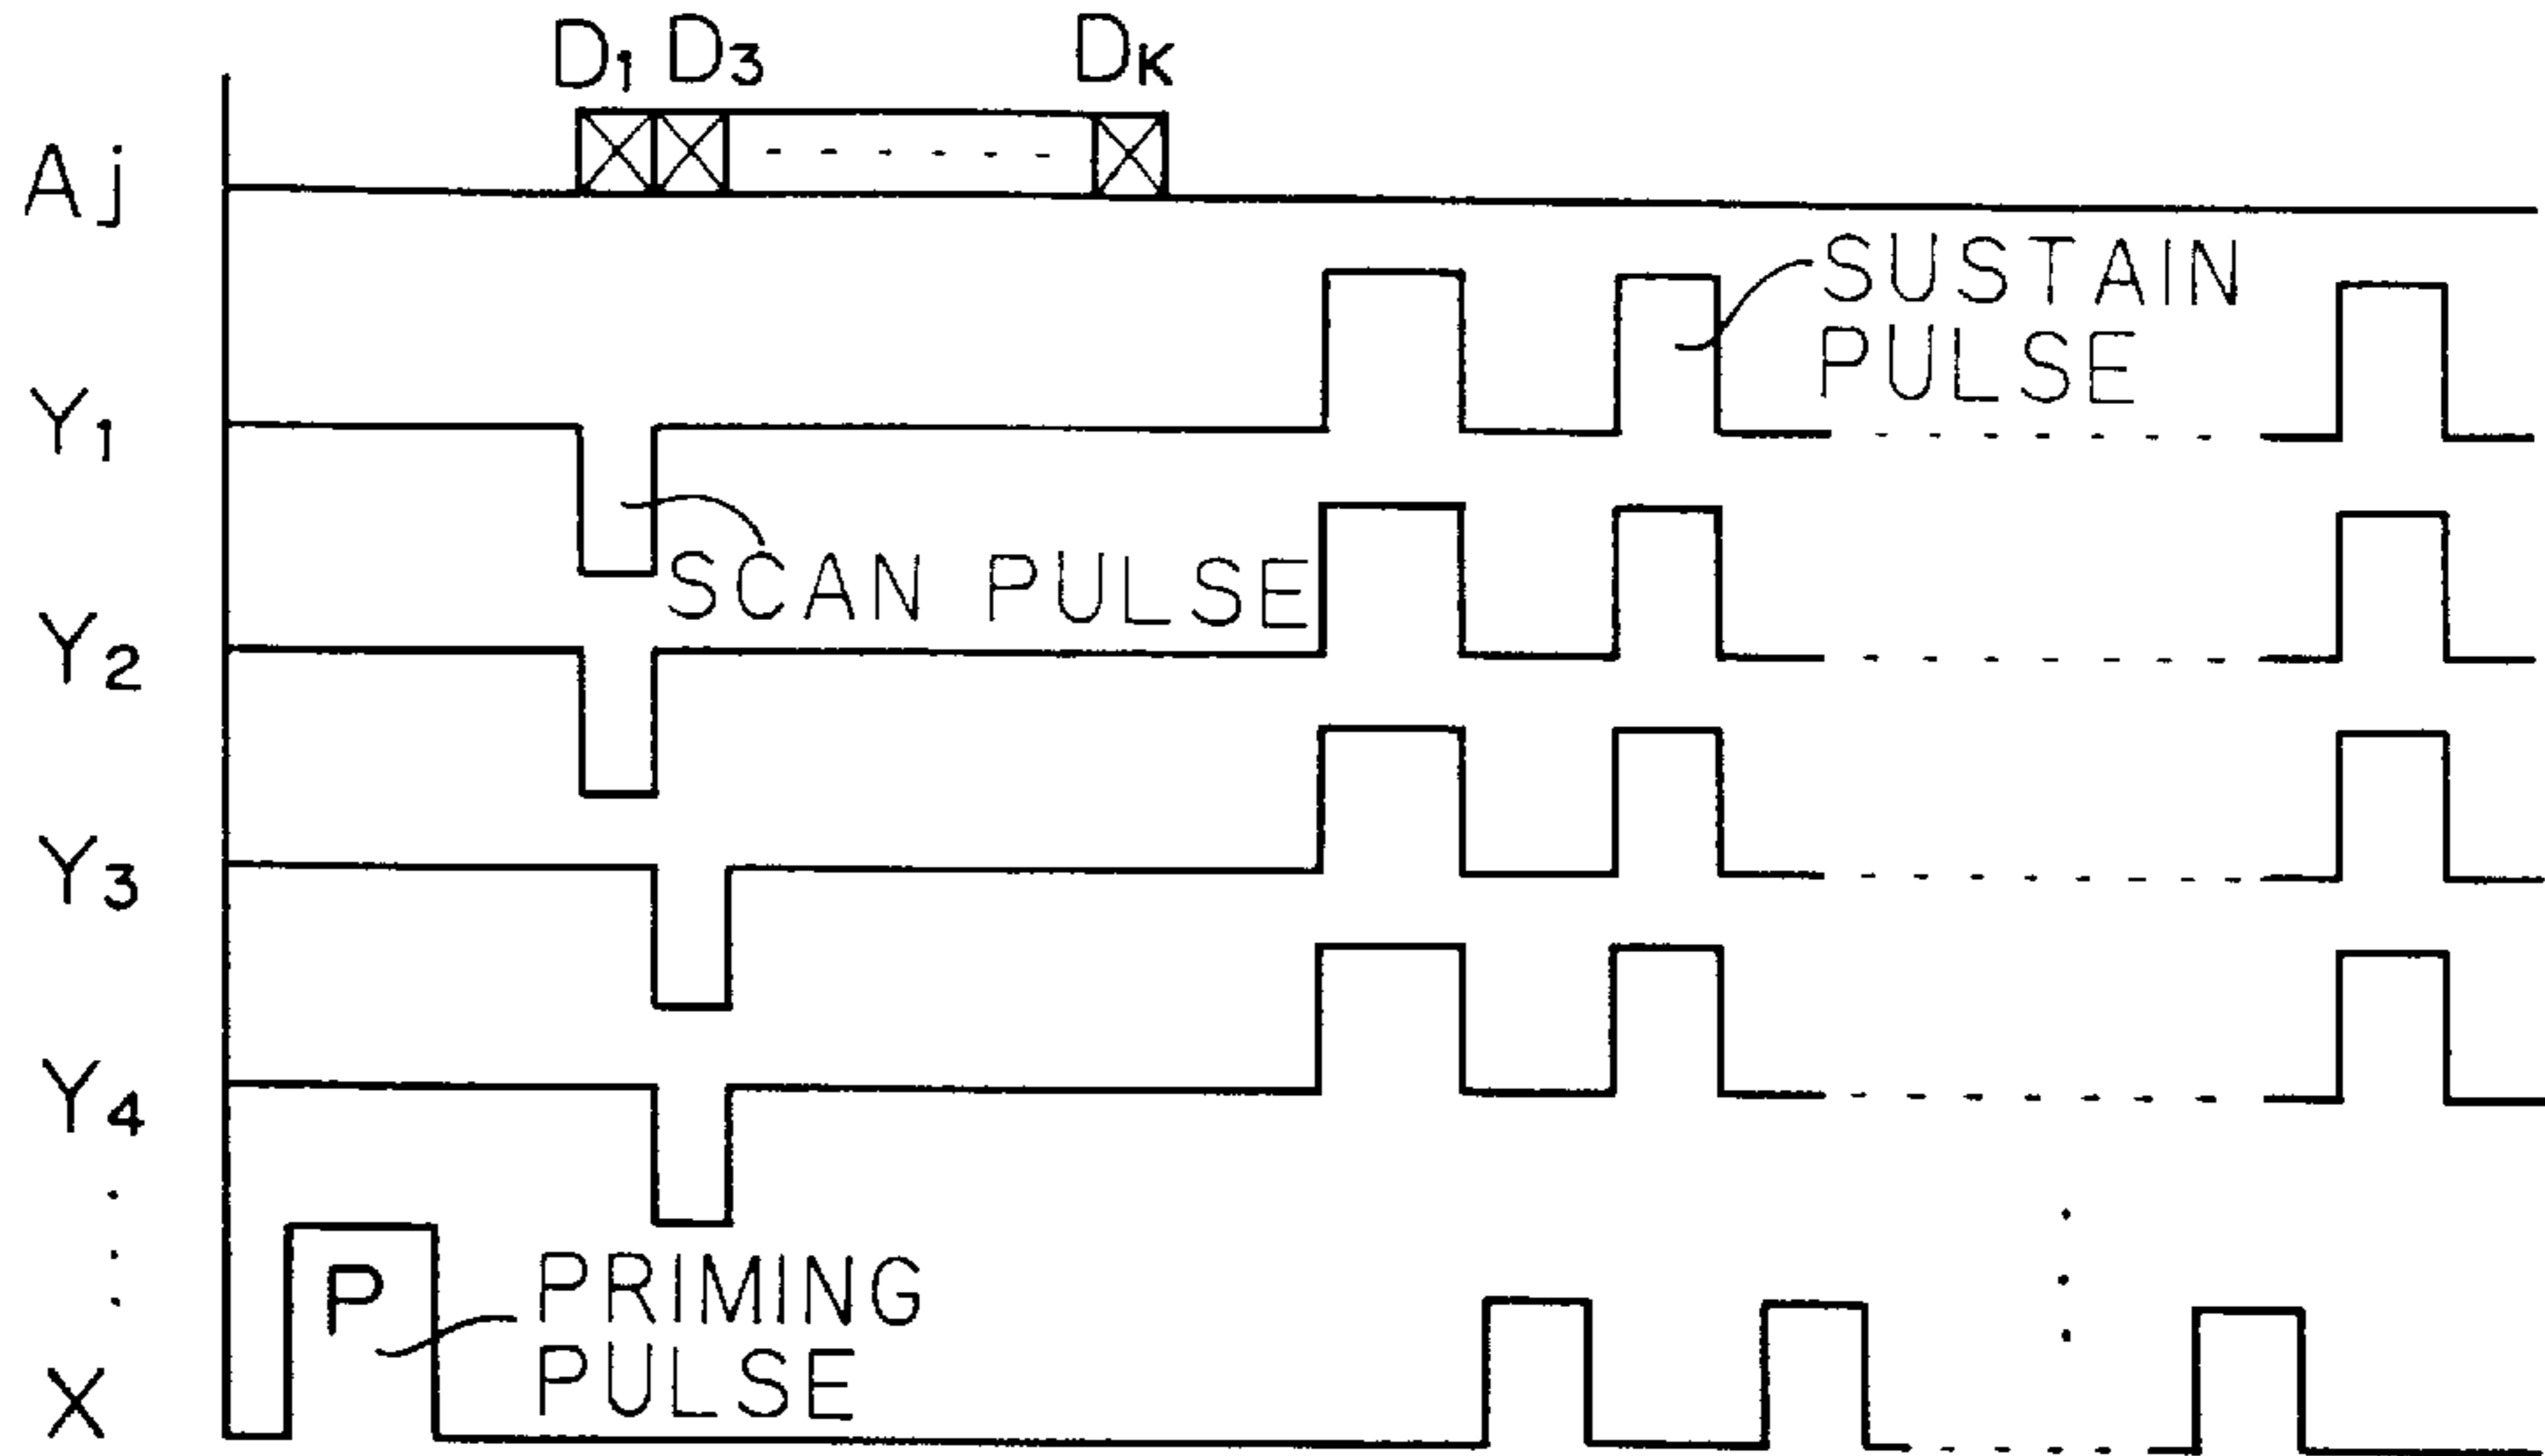 D1 D3 DK
Aj
SUSTAIN
PULSE
Y1
SCAN PULSE
Y2
Y3
Y4
P
PRIMING
PULSE
X